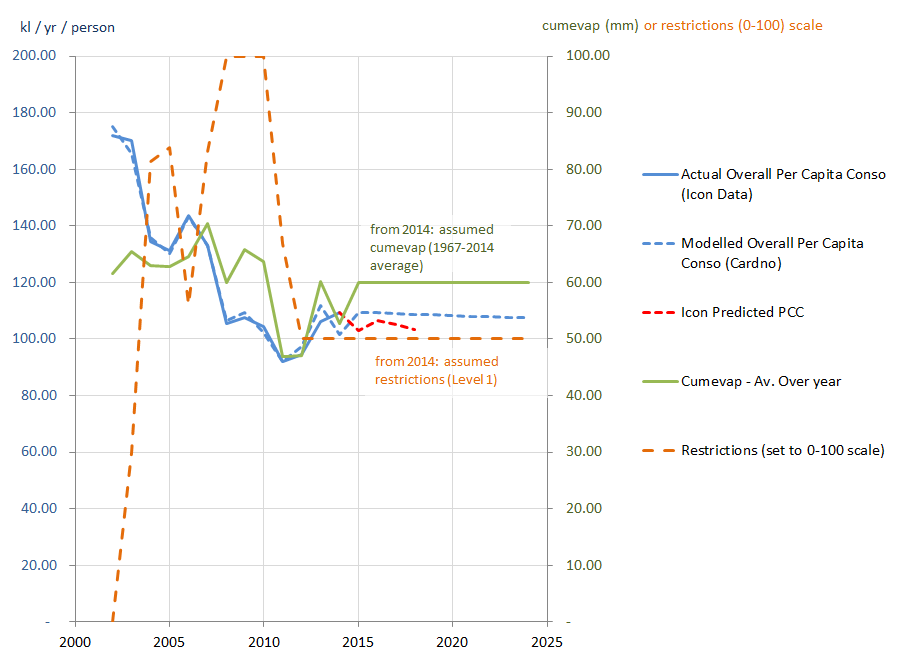 kl / yr / person
cumevap (mm) or restrictions (0-100) scale
200.00
180.00
160.00
140.00
120.00
100.00
80.00
60.00
40.00
20.00
-
100.00
90.00
80.00
70.00
60.00
50.00
40.00
30.00
20.00
10.00
-
2000
2005
2010
2015
2020
2025
from 2014: assumed
cumevap (1967-2014
average)
from 2014: assumed
restrictions (Level 1)
Actual Overall Per Capita Conso
(Icon Data)
Modelled Overall Per Capita
Conso (Cardno)
Icon Predicted PCC
Cumevap - Av. Over year
Restrictions (set to 0-100 scale)